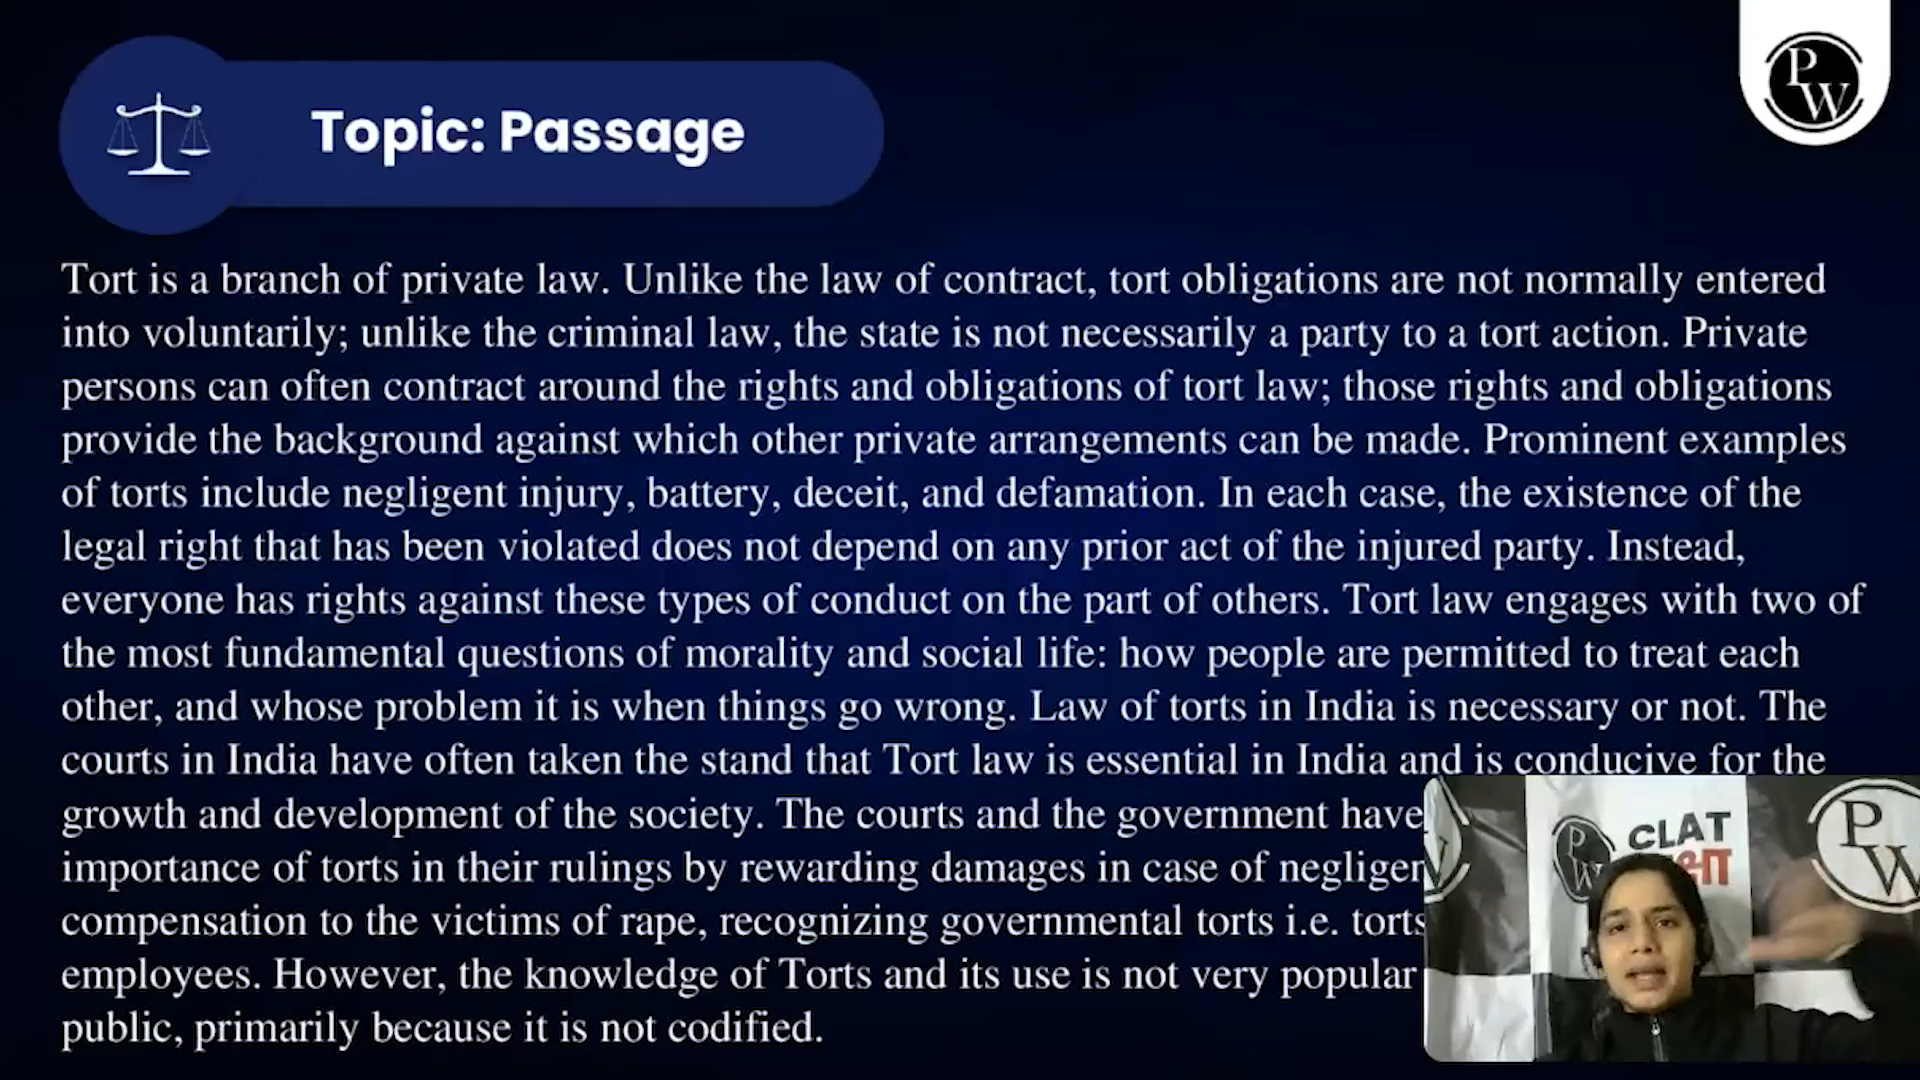 Topic: Passage
P
W
Tort is a branch of private law. Unlike the law of contract, tort obligations are not normally entered
into voluntarily; unlike the criminal law, the state is not necessarily a party to a tort action. Private
persons can often contract around the rights and obligations of tort law; those rights and obligations
provide the background against which other private arrangements can be made. Prominent examples
of torts include negligent injury, battery, deceit, and defamation. In each case, the existence of the
legal right that has been violated does not depend on any prior act of the injured party. Instead,
everyone has rights against these types of conduct on the part of others. Tort law engages with two of
the most fundamental questions of morality and social life: how people are permitted to treat each
other, and whose problem it is when things go wrong. Law of torts in India is necessary or not. The
courts in India have often taken the stand that Tort law is essential in India and is conducive for the
growth and development of the society. The courts and the government have
importance of torts in their rulings by rewarding damages in case of
compensation to the victims of rape, recognizing governmental torts i.e. torts
employees. However, the knowledge of Torts and its use is not very popular
public, primarily because it is not codified.
CLAT
P
W